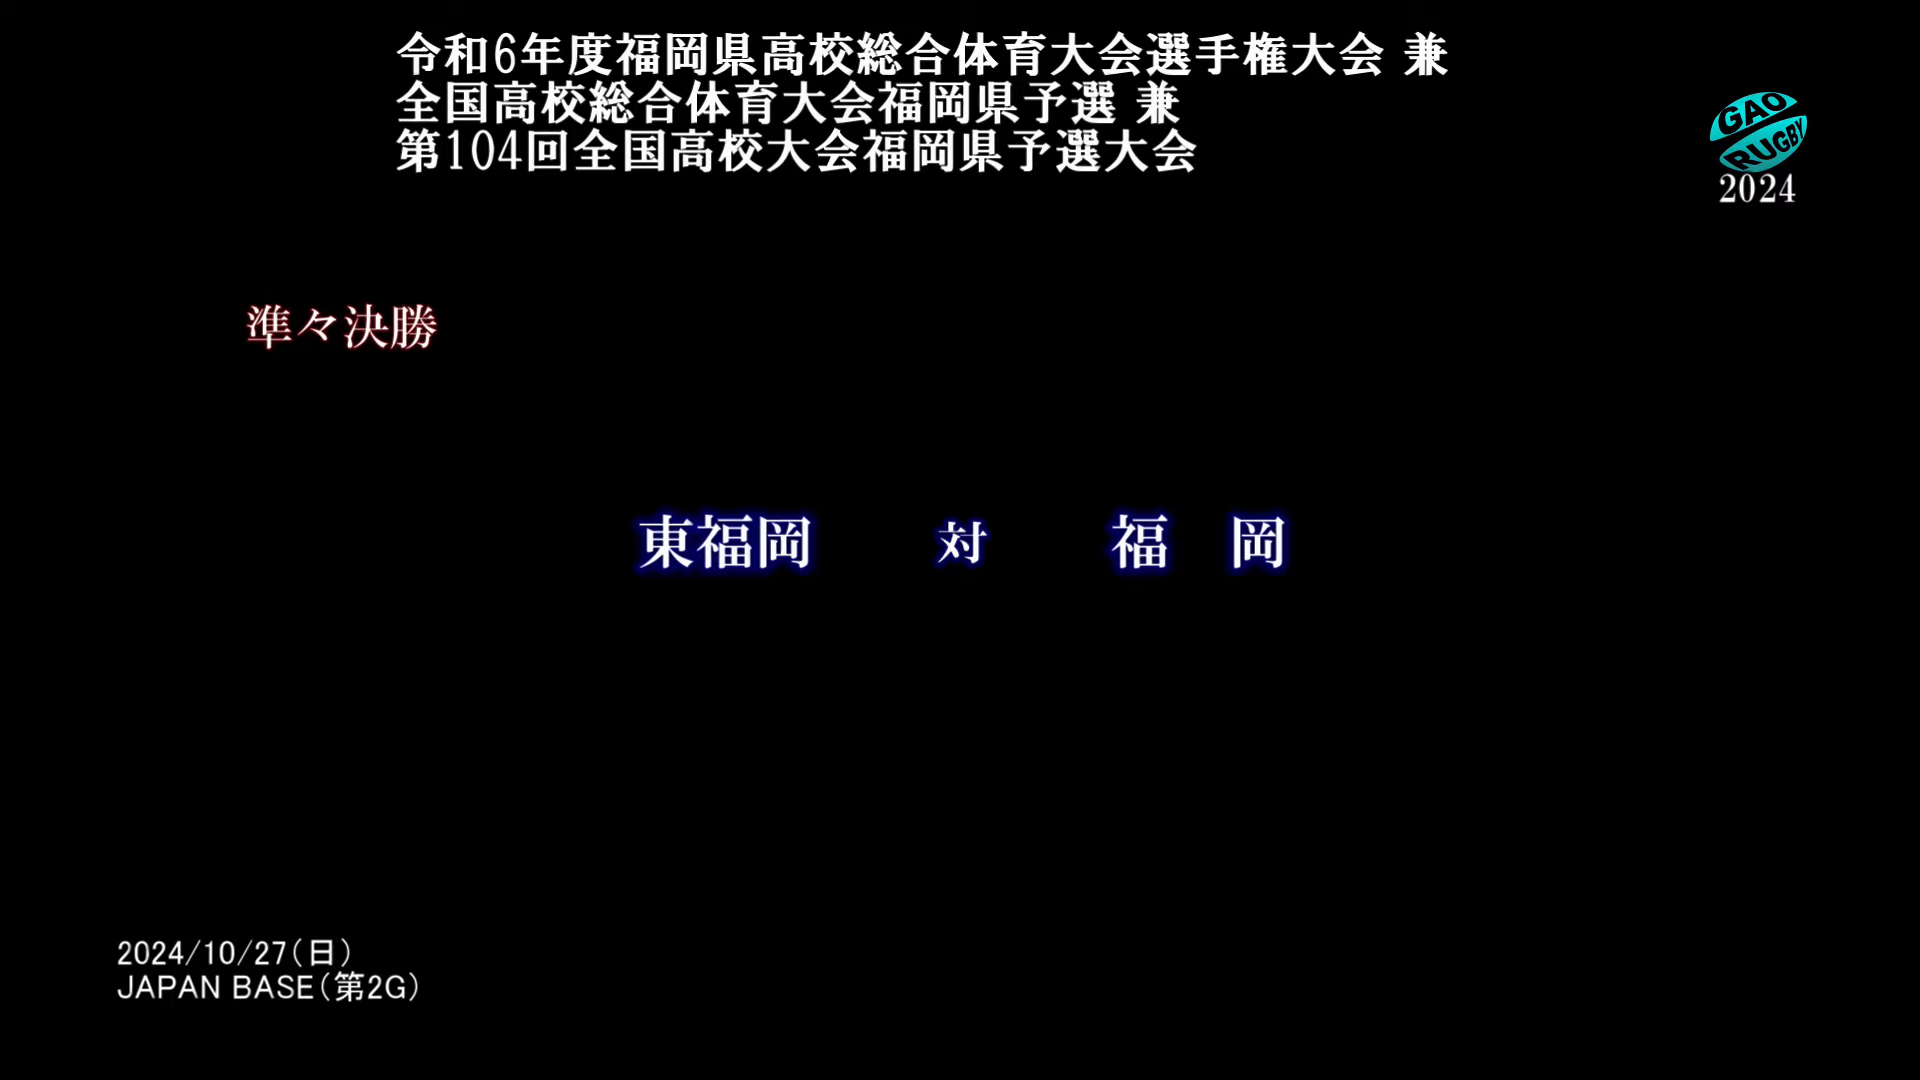 令和6年度福岡県高校総合体育大会選手権大会 兼
全国高校総合体育大会福岡県予選 兼
第104回全国高校大会福岡県予選大会
GAO
RUGBY
2024
準々決勝
東福岡 対 福 岡
2024/10/27(日)
JAPAN BASE(第2G)